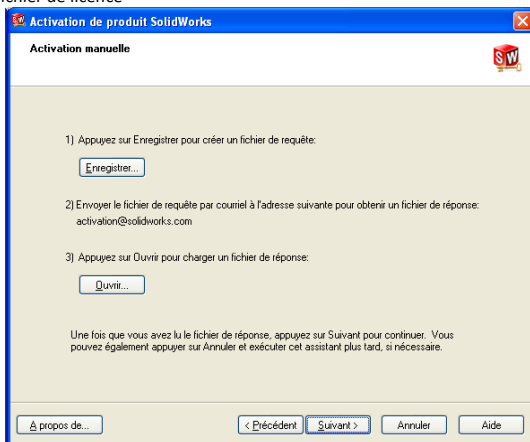 fichier de licence
Activation de produit SolidWorks
Activation manuelle
SW
1) Appuyez sur Enregistrer pour créer un fichier de requête:
Enregistrer...
2) Envoyer le fichier de requête par courriel à l'adresse suivante pour obtenir un fichier de réponse:
activation@solidworks.com
3) Appuyez sur Ouvrir pour charger un fichier de réponse:
Ouvrir...
Une fois que vous avez lu le fichier de réponse, appuyez sur Suivant pour continuer. Vous
pouvez également appuyer sur Annuler et exécuter cet assistant plus tard, si nécessaire.
A propos de...
< Précédent
Suivant >
Annuler
Aide